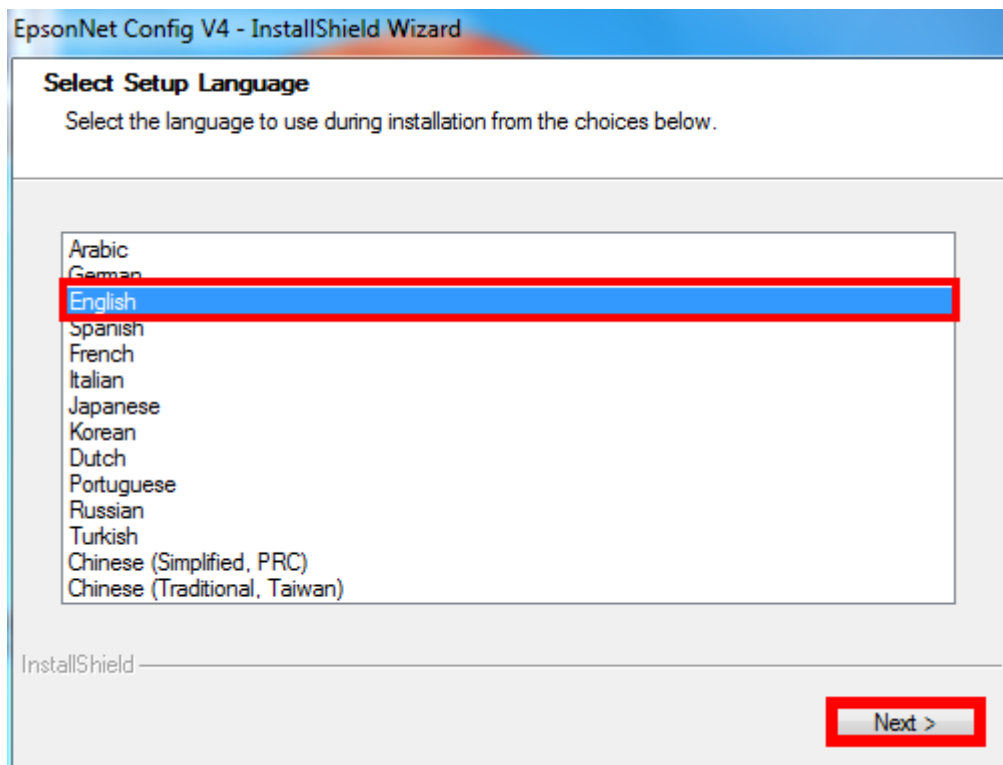 EpsonNet Config V4 - InstallShield Wizard
Select Setup Language
Select the language to use during installation from the choices below.
Arabic
German
English
Spanish
French
Italian
Japanese
Korean
Dutch
Portuguese
Russian
Turkish
Chinese (Simplified, PRC)
Chinese (Traditional, Taiwan)
InstallShield
Next >